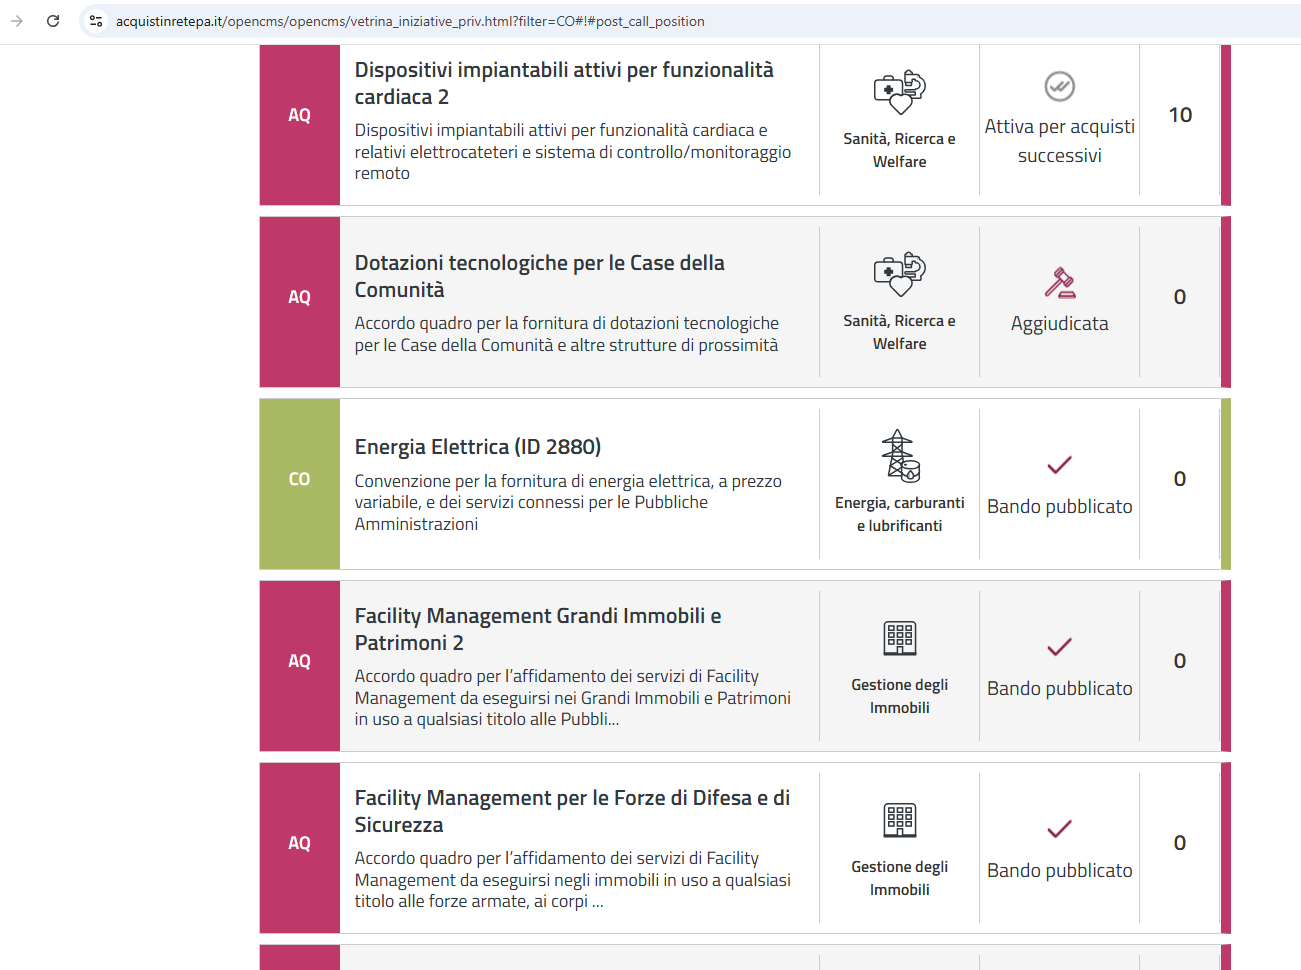 acquistinretepa.it/opencms/opencms/vetrina_iniziative_priv.html?filter=CO#!#post_call_position
AQ
Dispositivi impiantabili attivi per funzionalità
cardiaca 2
Dispositivi impiantabili attivi per funzionalità cardiaca e
relativi elettrocateteri e sistema di controllo/monitoraggio
remoto
Sanità, Ricerca e
Welfare
Attiva per acquisti
successivi
10
AQ
Dotazioni tecnologiche per le Case della
Comunità
Accordo quadro per la fornitura di dotazioni tecnologiche
per le Case della Comunità e altre strutture di prossimità
Sanità, Ricerca e
Welfare
Aggiudicata
0
CO
Energia Elettrica (ID 2880)
Convenzione per la fornitura di energia elettrica, a prezzo
variabile, e dei servizi connessi per le Pubbliche
Amministrazioni
Energia, carburanti
e lubrificanti
Bando pubblicato
0
AQ
Facility Management Grandi Immobili e
Patrimoni 2
Accordo quadro per l’affidamento dei servizi di Facility
Management da eseguirsi nei Grandi Immobili e Patrimoni
in uso a qualsiasi titolo alle Pubbli...
Gestione degli
Immobili
Bando pubblicato
0
AQ
Facility Management per le Forze di Difesa e di
Sicurezza
Accordo quadro per l’affidamento dei servizi di Facility
Management da eseguirsi negli immobili in uso a qualsiasi
titolo alle forze armate, ai corpi ...
Gestione degli
Immobili
Bando pubblicato
0